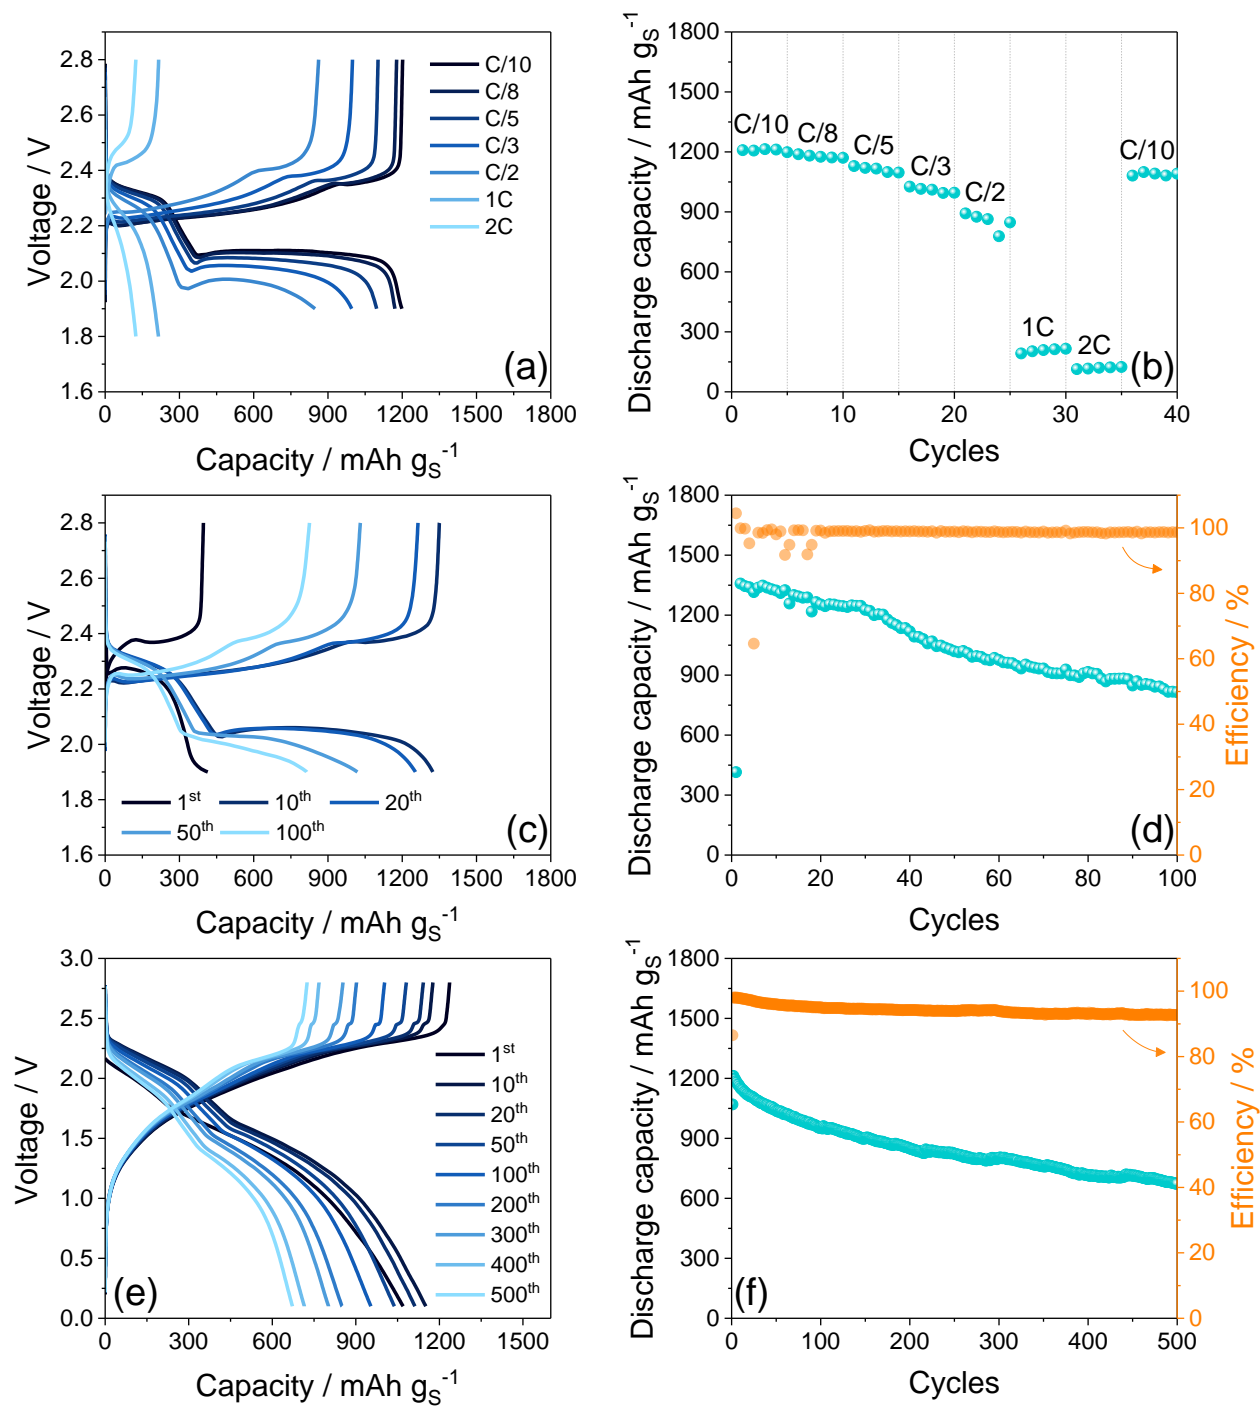 2.8
2.6
2.4
2.2
2.0
1.8
1.6
Voltage / V
C/10
C/8
C/5
C/3
C/2
1C
2C
(a)
0 300 600 900 1200 1500 1800
Capacity / mAh g_S^-1
1800
1500
1200
900
600
300
0
Discharge capacity / mAh g_S^-1
C/10
C/8
C/5
C/3
C/2
1C
2C
C/10
(b)
0 10 20 30 40
Cycles
2.8
2.6
2.4
2.2
2.0
1.8
1.6
Voltage / V
1st 10th 20th
50th 100th
(c)
0 300 600 900 1200 1500 1800
Capacity / mAh g_S^-1
1800
1500
1200
900
600
300
0
Discharge capacity / mAh g_S^-1
(d)
100
80
60
40
20
0
Efficiency / %
0 20 40 60 80 100
Cycles
3.0
2.5
2.0
1.5
1.0
0.5
0.0
Voltage / V
1st
10th
20th
50th
100th
200th
300th
400th
500th
(e)
0 300 600 900 1200 1500
Capacity / mAh g_S^-1
1800
1500
1200
900
600
300
0
Discharge capacity / mAh g_S^-1
(f)
100
80
60
40
20
0
Efficiency / %
0 100 200 300 400 500
Cycles